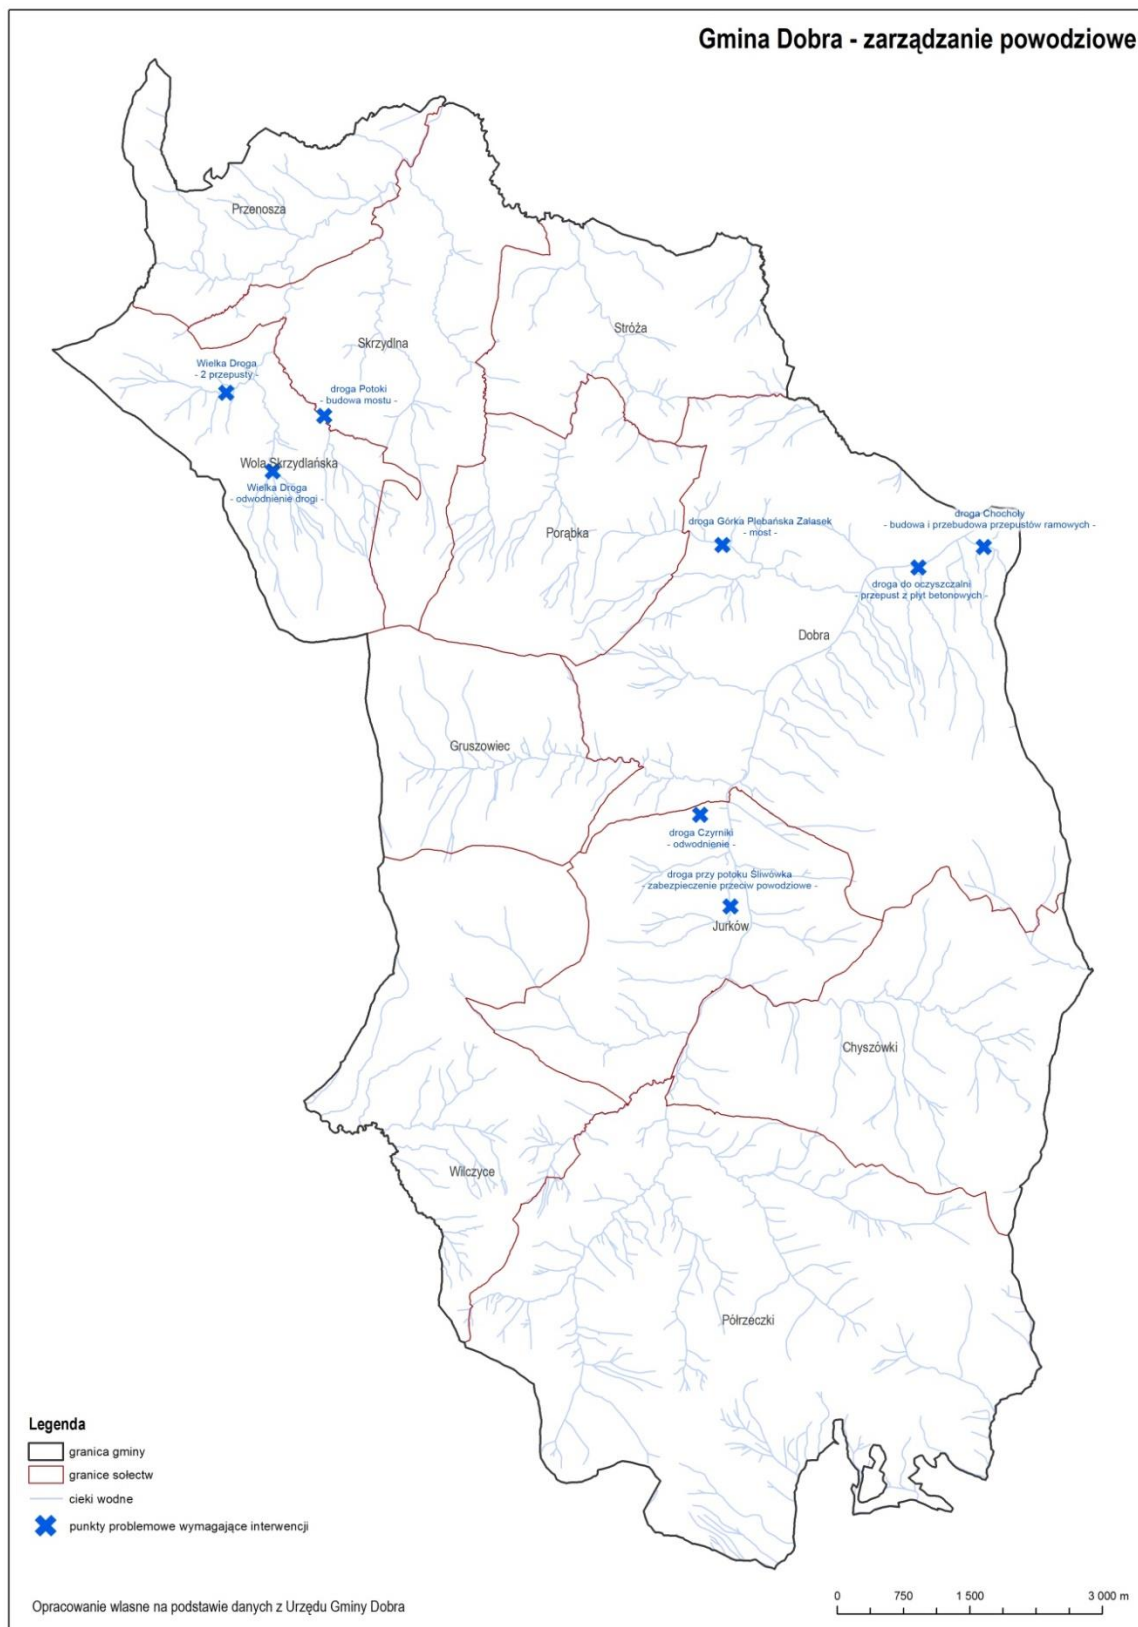 Gmina Dobra - zarządzanie powodziowe
Przenosza
Stróża
Skrzydlna
Wielka Droga
- 2 przepusty -
droga Potoki
- budowa mostu -
Wola Skrzydlańska
Wielka Droga
- odwodnienie drogi -
Porąbka
droga Górka Plebańska Załasek
- most -
droga Chochoły
- budowa i przebudowa przepustów ramowych -
droga do oczyszczalni
- przepust z płyt betonowych -
Dobra
Gruszowiec
droga Czyrniki
- odwodnienie -
droga przy potoku Śliwówka
- zabezpieczenie przeciw powodziowe -
Jurków
Chyszówki
Wilczyce
Półrzeczki
Legenda
granica gminy
granice sołectw
cieki wodne
punkty problemowe wymagające interwencji
Opracowanie własne na podstawie danych z Urzędu Gminy Dobra
0 750 1 500 3 000 m